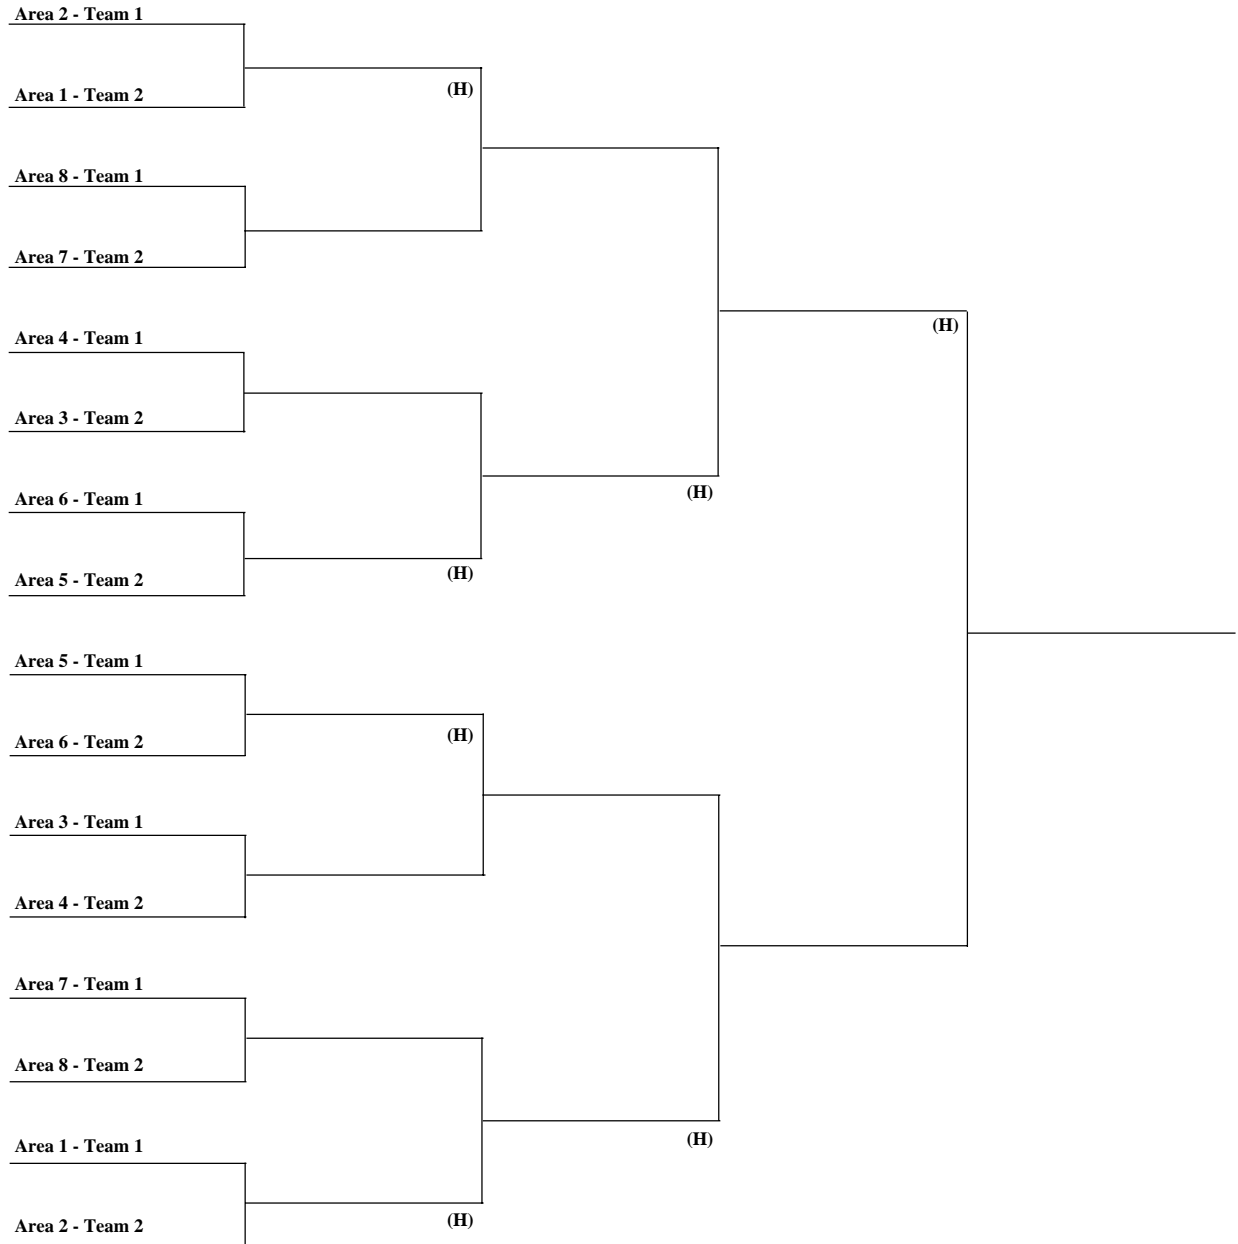 Area 2 - Team 1
Area 1 - Team 2
(H)
Area 8 - Team 1
Area 7 - Team 2
Area 4 - Team 1
(H)
Area 3 - Team 2
Area 6 - Team 1
(H)
Area 5 - Team 2
(H)
Area 5 - Team 1
Area 6 - Team 2
(H)
Area 3 - Team 1
Area 4 - Team 2
Area 7 - Team 1
Area 8 - Team 2
Area 1 - Team 1
(H)
Area 2 - Team 2
(H)